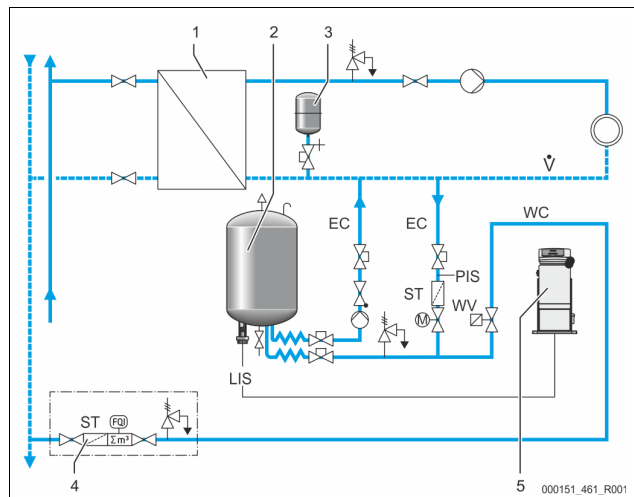 1
2
3
V̇
EC
EC
WC
PIS
ST
WV
M
5
LIS
ST
FQI
Σm³
4
000151_461_R001